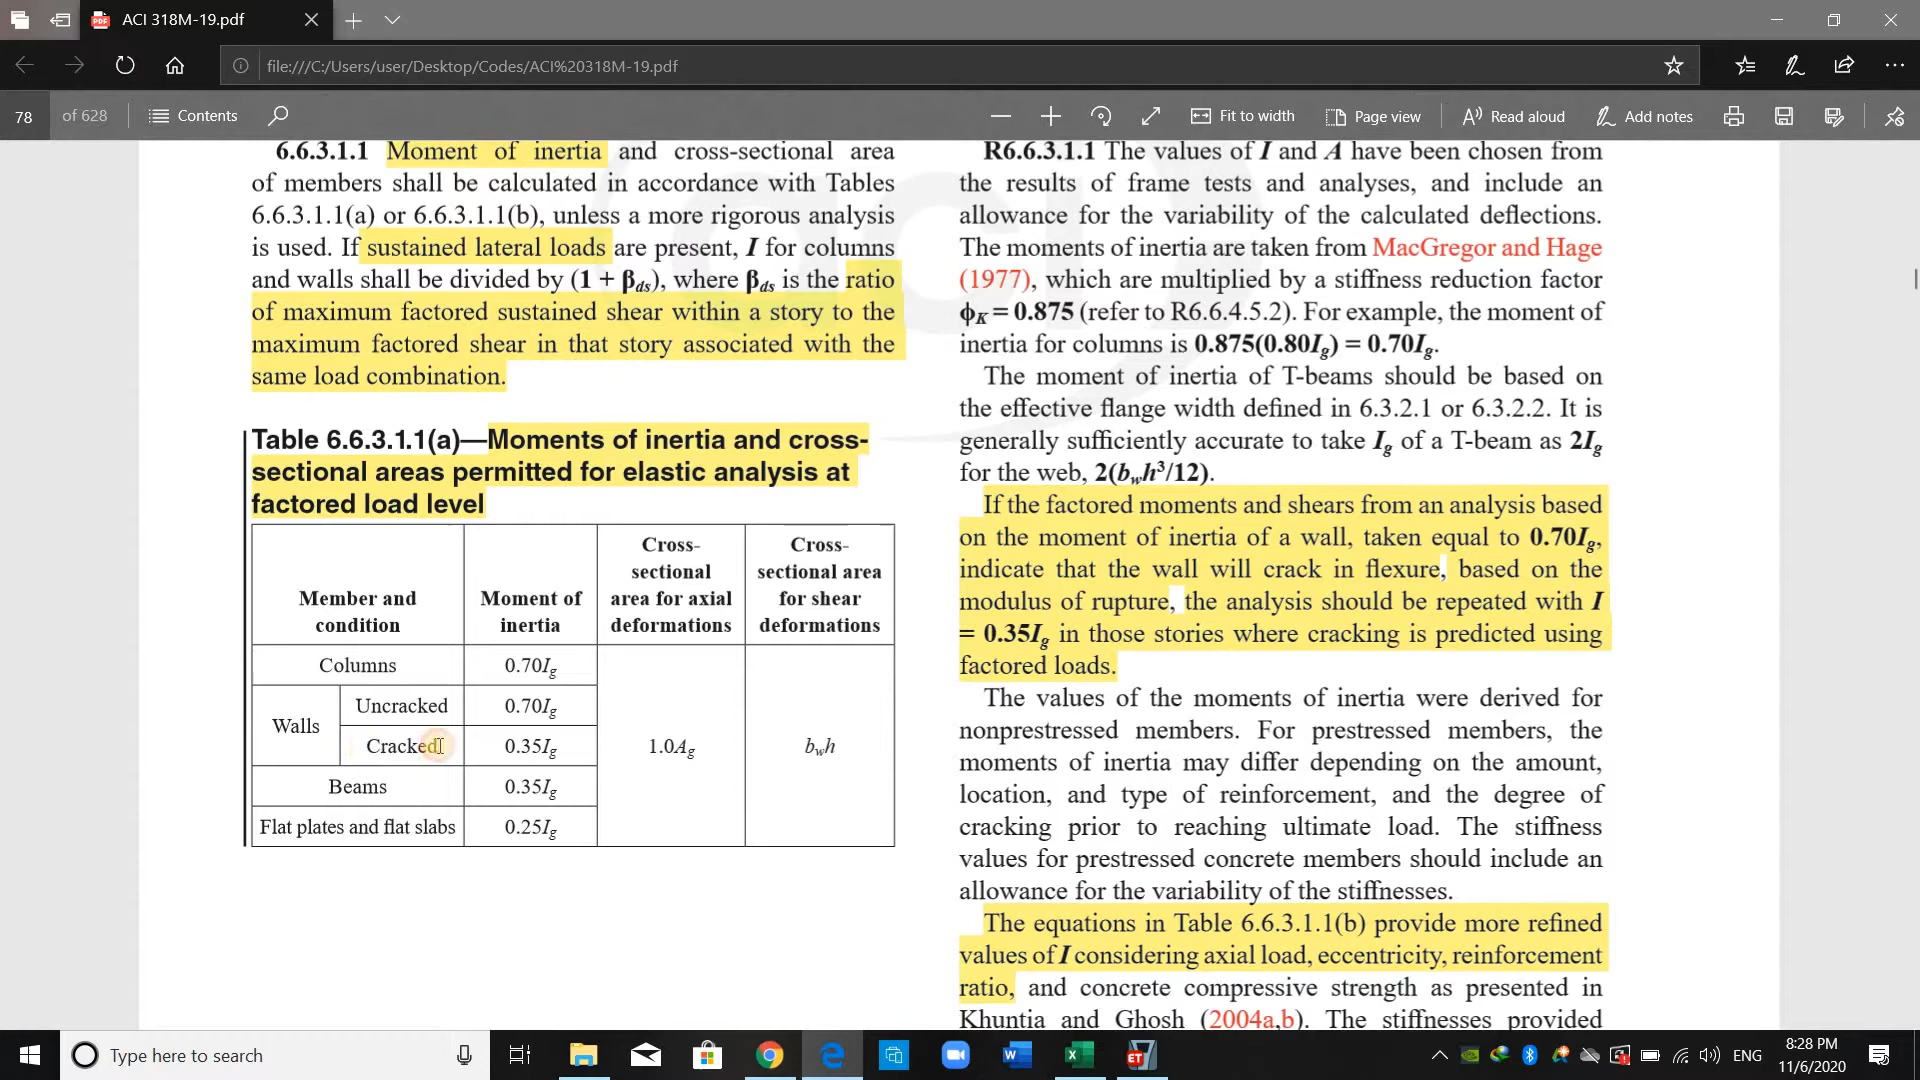 ACI 318M-19.pdf
file:///C:/Users/user/Desktop/Codes/ACI%20318M-19.pdf
78 of 628 Contents Fit to width Page view Read aloud Add notes
6.6.3.1.1 Moment of inertia and cross-sectional area
of members shall be calculated in accordance with Tables
6.6.3.1.1(a) or 6.6.3.1.1(b), unless a more rigorous analysis
is used. If sustained lateral loads are present, I for columns
and walls shall be divided by (1 + βds), where βds is the ratio
of maximum factored sustained shear within a story to the
maximum factored shear in that story associated with the
same load combination.
Table 6.6.3.1.1(a)—Moments of inertia and cross-
sectional areas permitted for elastic analysis at
factored load level
Member and
condition
Moment of
inertia
Cross-
sectional
area for axial
deformations
Cross-
sectional area
for shear
deformations
Columns 0.70Ig
Walls
Uncracked 0.70Ig
Cracked 0.35Ig
1.0Ag
bwh
Beams 0.35Ig
Flat plates and flat slabs 0.25Ig
R6.6.3.1.1 The values of I and A have been chosen from
the results of frame tests and analyses, and include an
allowance for the variability of the calculated deflections.
The moments of inertia are taken from MacGregor and Hage
(1977), which are multiplied by a stiffness reduction factor
ϕK = 0.875 (refer to R6.6.4.5.2). For example, the moment of
inertia for columns is 0.875(0.80Ig) = 0.70Ig.
The moment of inertia of T-beams should be based on
the effective flange width defined in 6.3.2.1 or 6.3.2.2. It is
generally sufficiently accurate to take Ig of a T-beam as 2Ig
for the web, 2(bwh³/12).
If the factored moments and shears from an analysis based
on the moment of inertia of a wall, taken equal to 0.70Ig,
indicate that the wall will crack in flexure, based on the
modulus of rupture, the analysis should be repeated with I
= 0.35Ig in those stories where cracking is predicted using
factored loads.
The values of the moments of inertia were derived for
nonprestressed members. For prestressed members, the
moments of inertia may differ depending on the amount,
location, and type of reinforcement, and the degree of
cracking prior to reaching ultimate load. The stiffness
values for prestressed concrete members should include an
allowance for the variability of the stiffnesses.
The equations in Table 6.6.3.1.1(b) provide more refined
values of I considering axial load, eccentricity, reinforcement
ratio, and concrete compressive strength as presented in
Khuntia and Ghosh (2004a,b). The stiffnesses provided
aci
Type here to search
ENG
8:28 PM
11/6/2020